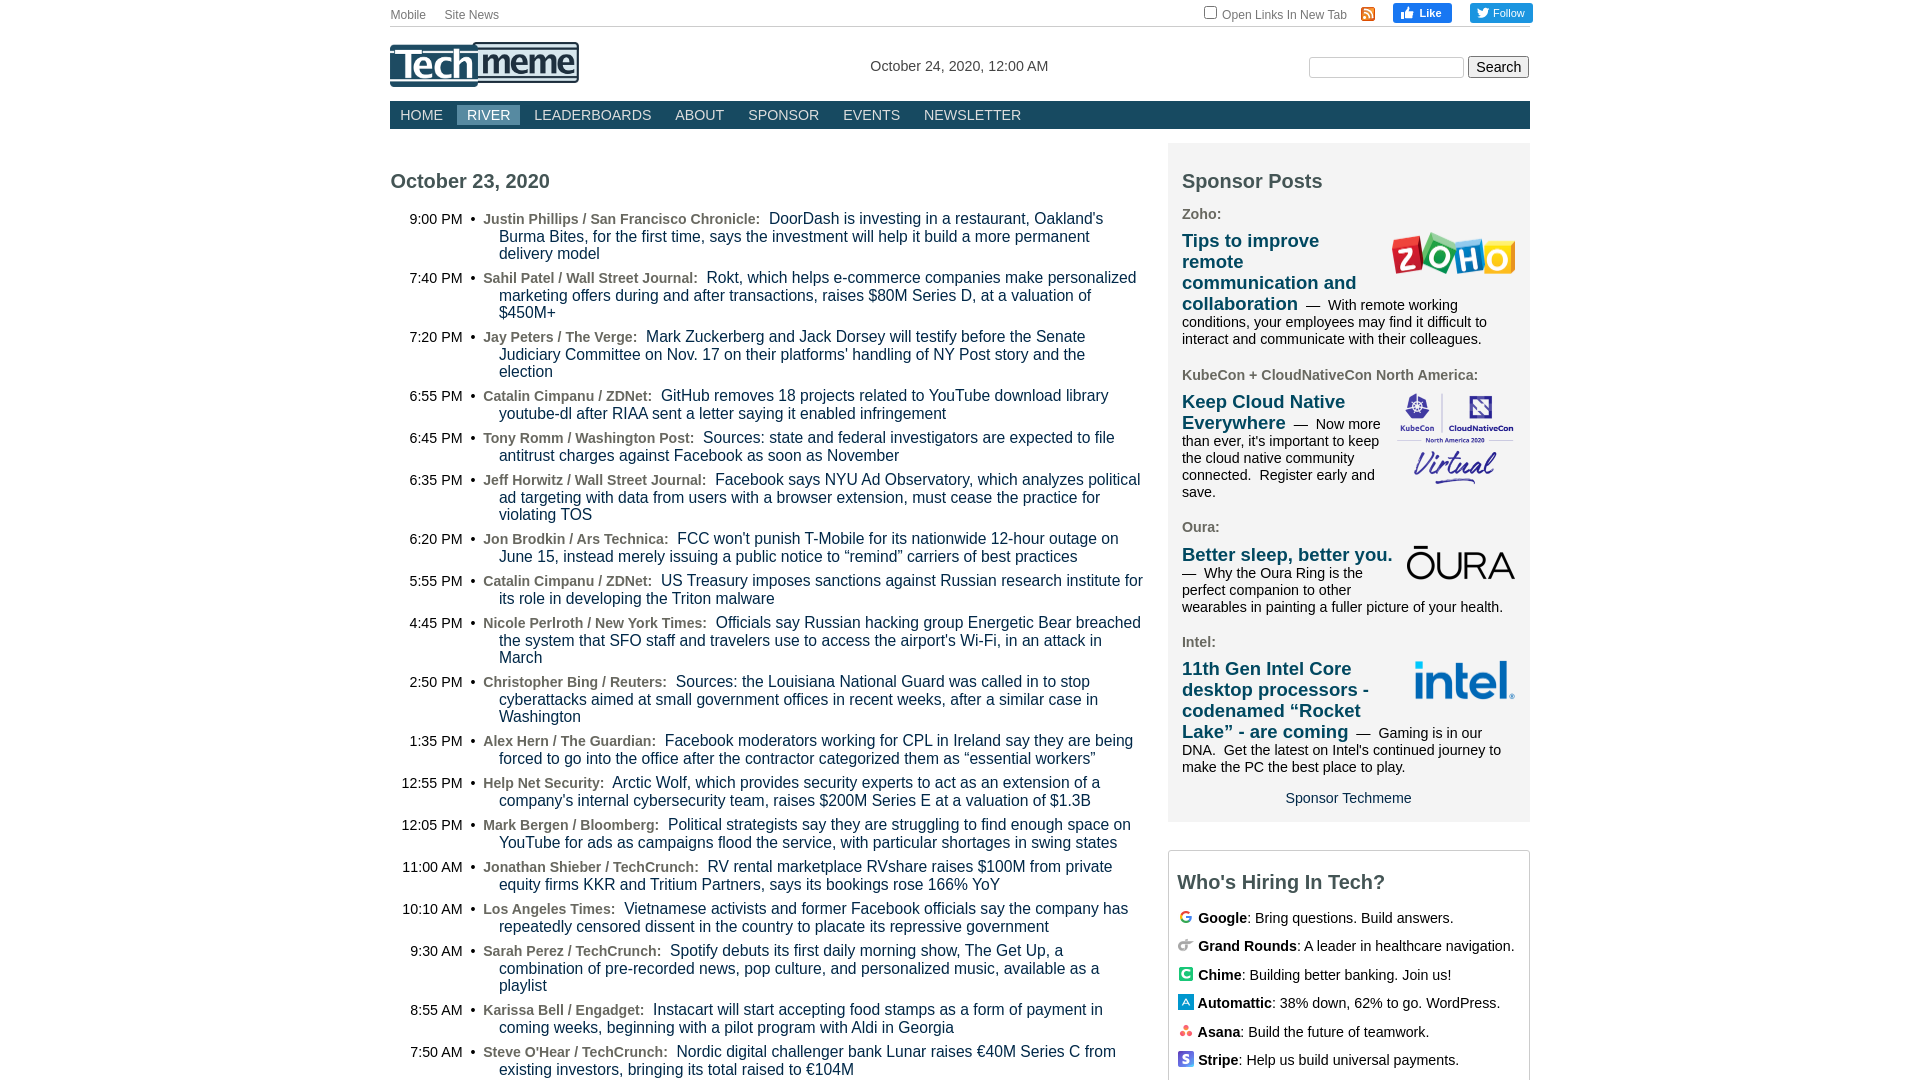 Mobile Site News Open Links In New Tab Like Follow
Techmeme October 24, 2020, 12:00 AM Search
HOME RIVER LEADERBOARDS ABOUT SPONSOR EVENTS NEWSLETTER
October 23, 2020
9:00 PM • Justin Phillips / San Francisco Chronicle: DoorDash is investing in a restaurant, Oakland's
Burma Bites, for the first time, says the investment will help it build a more permanent
delivery model
7:40 PM • Sahil Patel / Wall Street Journal: Rokt, which helps e-commerce companies make personalized
marketing offers during and after transactions, raises $80M Series D, at a valuation of
$450M+
7:20 PM • Jay Peters / The Verge: Mark Zuckerberg and Jack Dorsey will testify before the Senate
Judiciary Committee on Nov. 17 on their platforms' handling of NY Post story and the
election
6:55 PM • Catalin Cimpanu / ZDNet: GitHub removes 18 projects related to YouTube download library
youtube-dl after RIAA sent a letter saying it enabled infringement
6:45 PM • Tony Romm / Washington Post: Sources: state and federal investigators are expected to file
antitrust charges against Facebook as soon as November
6:35 PM • Jeff Horwitz / Wall Street Journal: Facebook says NYU Ad Observatory, which analyzes political
ad targeting with data from users with a browser extension, must cease the practice for
violating TOS
6:20 PM • Jon Brodkin / Ars Technica: FCC won't punish T-Mobile for its nationwide 12-hour outage on
June 15, instead merely issuing a public notice to “remind” carriers of best practices
5:55 PM • Catalin Cimpanu / ZDNet: US Treasury imposes sanctions against Russian research institute for
its role in developing the Triton malware
4:45 PM • Nicole Perlroth / New York Times: Officials say Russian hacking group Energetic Bear breached
the system that SFO staff and travelers use to access the airport's Wi-Fi, in an attack in
March
2:50 PM • Christopher Bing / Reuters: Sources: the Louisiana National Guard was called in to stop
cyberattacks aimed at small government offices in recent weeks, after a similar case in
Washington
1:35 PM • Alex Hern / The Guardian: Facebook moderators working for CPL in Ireland say they are being
forced to go into the office after the contractor categorized them as “essential workers”
12:55 PM • Help Net Security: Arctic Wolf, which provides security experts to act as an extension of a
company's internal cybersecurity team, raises $200M Series E at a valuation of $1.3B
12:05 PM • Mark Bergen / Bloomberg: Political strategists say they are struggling to find enough space on
YouTube for ads as campaigns flood the service, with particular shortages in swing states
11:00 AM • Jonathan Shieber / TechCrunch: RV rental marketplace RVshare raises $100M from private
equity firms KKR and Tritium Partners, says its bookings rose 166% YoY
10:10 AM • Los Angeles Times: Vietnamese activists and former Facebook officials say the company has
repeatedly censored dissent in the country to placate its repressive government
9:30 AM • Sarah Perez / TechCrunch: Spotify debuts its first daily morning show, The Get Up, a
combination of pre-recorded news, pop culture, and personalized music, available as a
playlist
8:55 AM • Karissa Bell / Engadget: Instacart will start accepting food stamps as a form of payment in
coming weeks, beginning with a pilot program with Aldi in Georgia
7:50 AM • Steve O'Hear / TechCrunch: Nordic digital challenger bank Lunar raises €40M Series C from
existing investors, bringing its total raised to €104M
Sponsor Posts
Zoho:
Tips to improve
remote
communication and
collaboration — With remote working
conditions, your employees may find it difficult to
interact and communicate with their colleagues.
ZOHO
KubeCon + CloudNativeCon North America:
Keep Cloud Native
Everywhere — Now more
than ever, it's important to keep
the cloud native community
connected. Register early and
save.
KubeCon CloudNativeCon
North America 2020
Virtual
Oura:
Better sleep, better you.
— Why the Oura Ring is the
perfect companion to other
wearables in painting a fuller picture of your health.
ŌURA
Intel:
11th Gen Intel Core
desktop processors -
codenamed “Rocket
Lake” - are coming — Gaming is in our
DNA. Get the latest on Intel's continued journey to
make the PC the best place to play.
intel®
Sponsor Techmeme
Who's Hiring In Tech?
Google: Bring questions. Build answers.
Grand Rounds: A leader in healthcare navigation.
Chime: Building better banking. Join us!
Automattic: 38% down, 62% to go. WordPress.
Asana: Build the future of teamwork.
Stripe: Help us build universal payments.